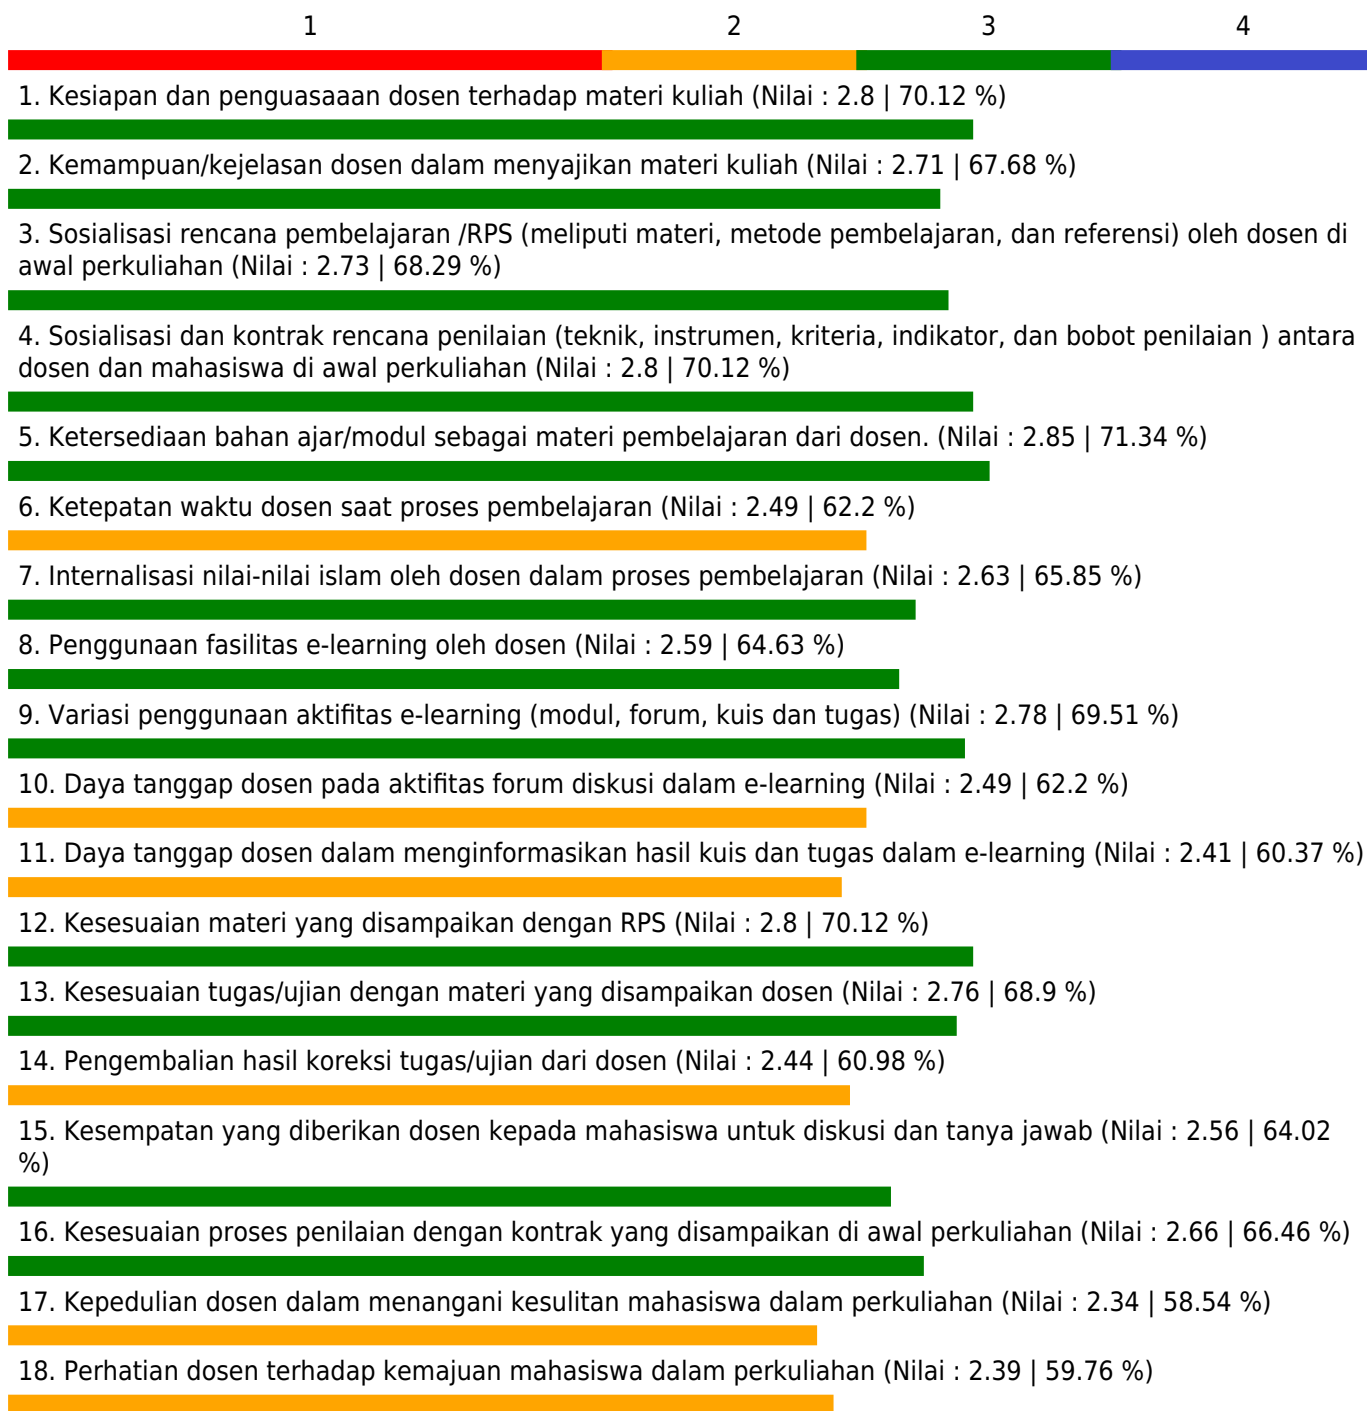 1 2 3 4
1. Kesiapan dan penguasaaan dosen terhadap materi kuliah (Nilai : 2.8 | 70.12 %)
2. Kemampuan/kejelasan dosen dalam menyajikan materi kuliah (Nilai : 2.71 | 67.68 %)
3. Sosialisasi rencana pembelajaran /RPS (meliputi materi, metode pembelajaran, dan referensi) oleh dosen di
awal perkuliahan (Nilai : 2.73 | 68.29 %)
4. Sosialisasi dan kontrak rencana penilaian (teknik, instrumen, kriteria, indikator, dan bobot penilaian ) antara
dosen dan mahasiswa di awal perkuliahan (Nilai : 2.8 | 70.12 %)
5. Ketersediaan bahan ajar/modul sebagai materi pembelajaran dari dosen. (Nilai : 2.85 | 71.34 %)
6. Ketepatan waktu dosen saat proses pembelajaran (Nilai : 2.49 | 62.2 %)
7. Internalisasi nilai-nilai islam oleh dosen dalam proses pembelajaran (Nilai : 2.63 | 65.85 %)
8. Penggunaan fasilitas e-learning oleh dosen (Nilai : 2.59 | 64.63 %)
9. Variasi penggunaan aktifitas e-learning (modul, forum, kuis dan tugas) (Nilai : 2.78 | 69.51 %)
10. Daya tanggap dosen pada aktifitas forum diskusi dalam e-learning (Nilai : 2.49 | 62.2 %)
11. Daya tanggap dosen dalam menginformasikan hasil kuis dan tugas dalam e-learning (Nilai : 2.41 | 60.37 %)
12. Kesesuaian materi yang disampaikan dengan RPS (Nilai : 2.8 | 70.12 %)
13. Kesesuaian tugas/ujian dengan materi yang disampaikan dosen (Nilai : 2.76 | 68.9 %)
14. Pengembalian hasil koreksi tugas/ujian dari dosen (Nilai : 2.44 | 60.98 %)
15. Kesempatan yang diberikan dosen kepada mahasiswa untuk diskusi dan tanya jawab (Nilai : 2.56 | 64.02
%)
16. Kesesuaian proses penilaian dengan kontrak yang disampaikan di awal perkuliahan (Nilai : 2.66 | 66.46 %)
17. Kepedulian dosen dalam menangani kesulitan mahasiswa dalam perkuliahan (Nilai : 2.34 | 58.54 %)
18. Perhatian dosen terhadap kemajuan mahasiswa dalam perkuliahan (Nilai : 2.39 | 59.76 %)